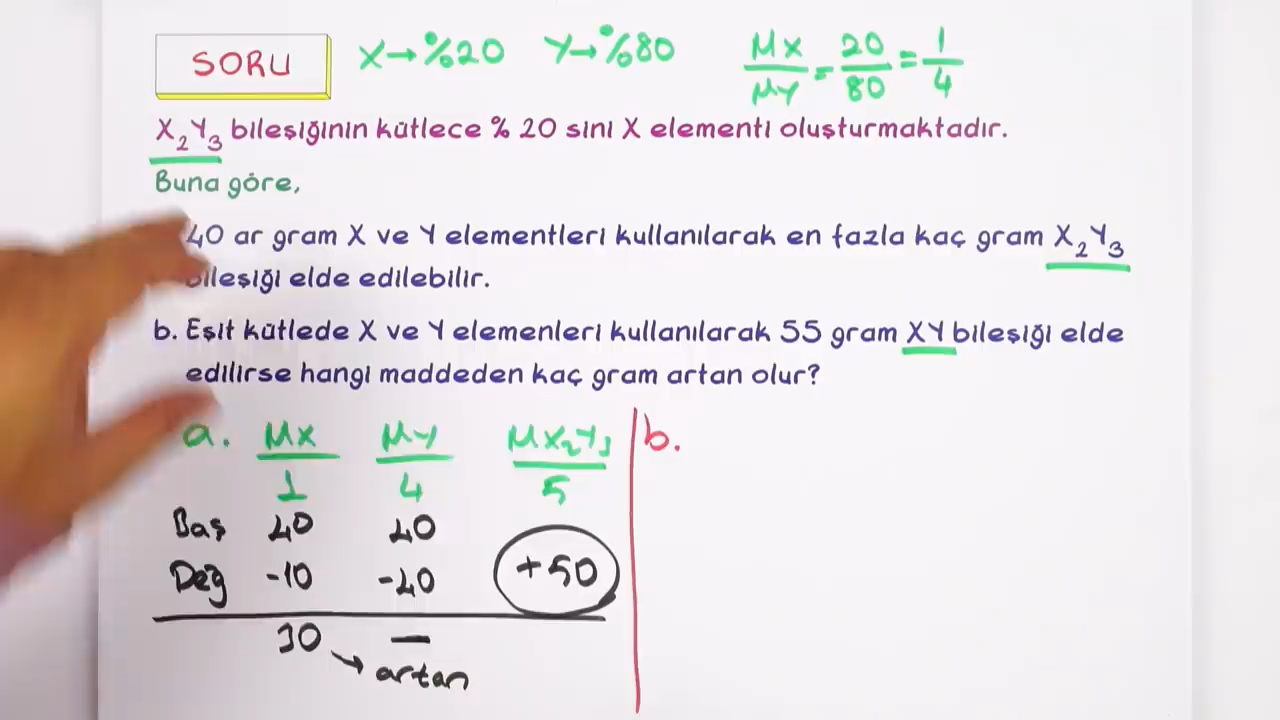 SORU X→%20 Y→%80 MX/MY = 20/80 = 1/4
X₂Y₃ bileşiğinin kütlece % 20 sini X elementi oluşturmaktadır.
Buna göre,
40 ar gram X ve Y elementleri kullanılarak en fazla kaç gram X₂Y₃
bileşiği elde edilebilir.
b. Eşit kütlede X ve Y elemenleri kullanılarak 55 gram XY bileşiği elde
edilirse hangi maddeden kaç gram artan olur?
a. MX MY MX₂Y₃
1 4 5
Baş 40 40
Değ -10 -40 +50
30 —
→ artan
b.